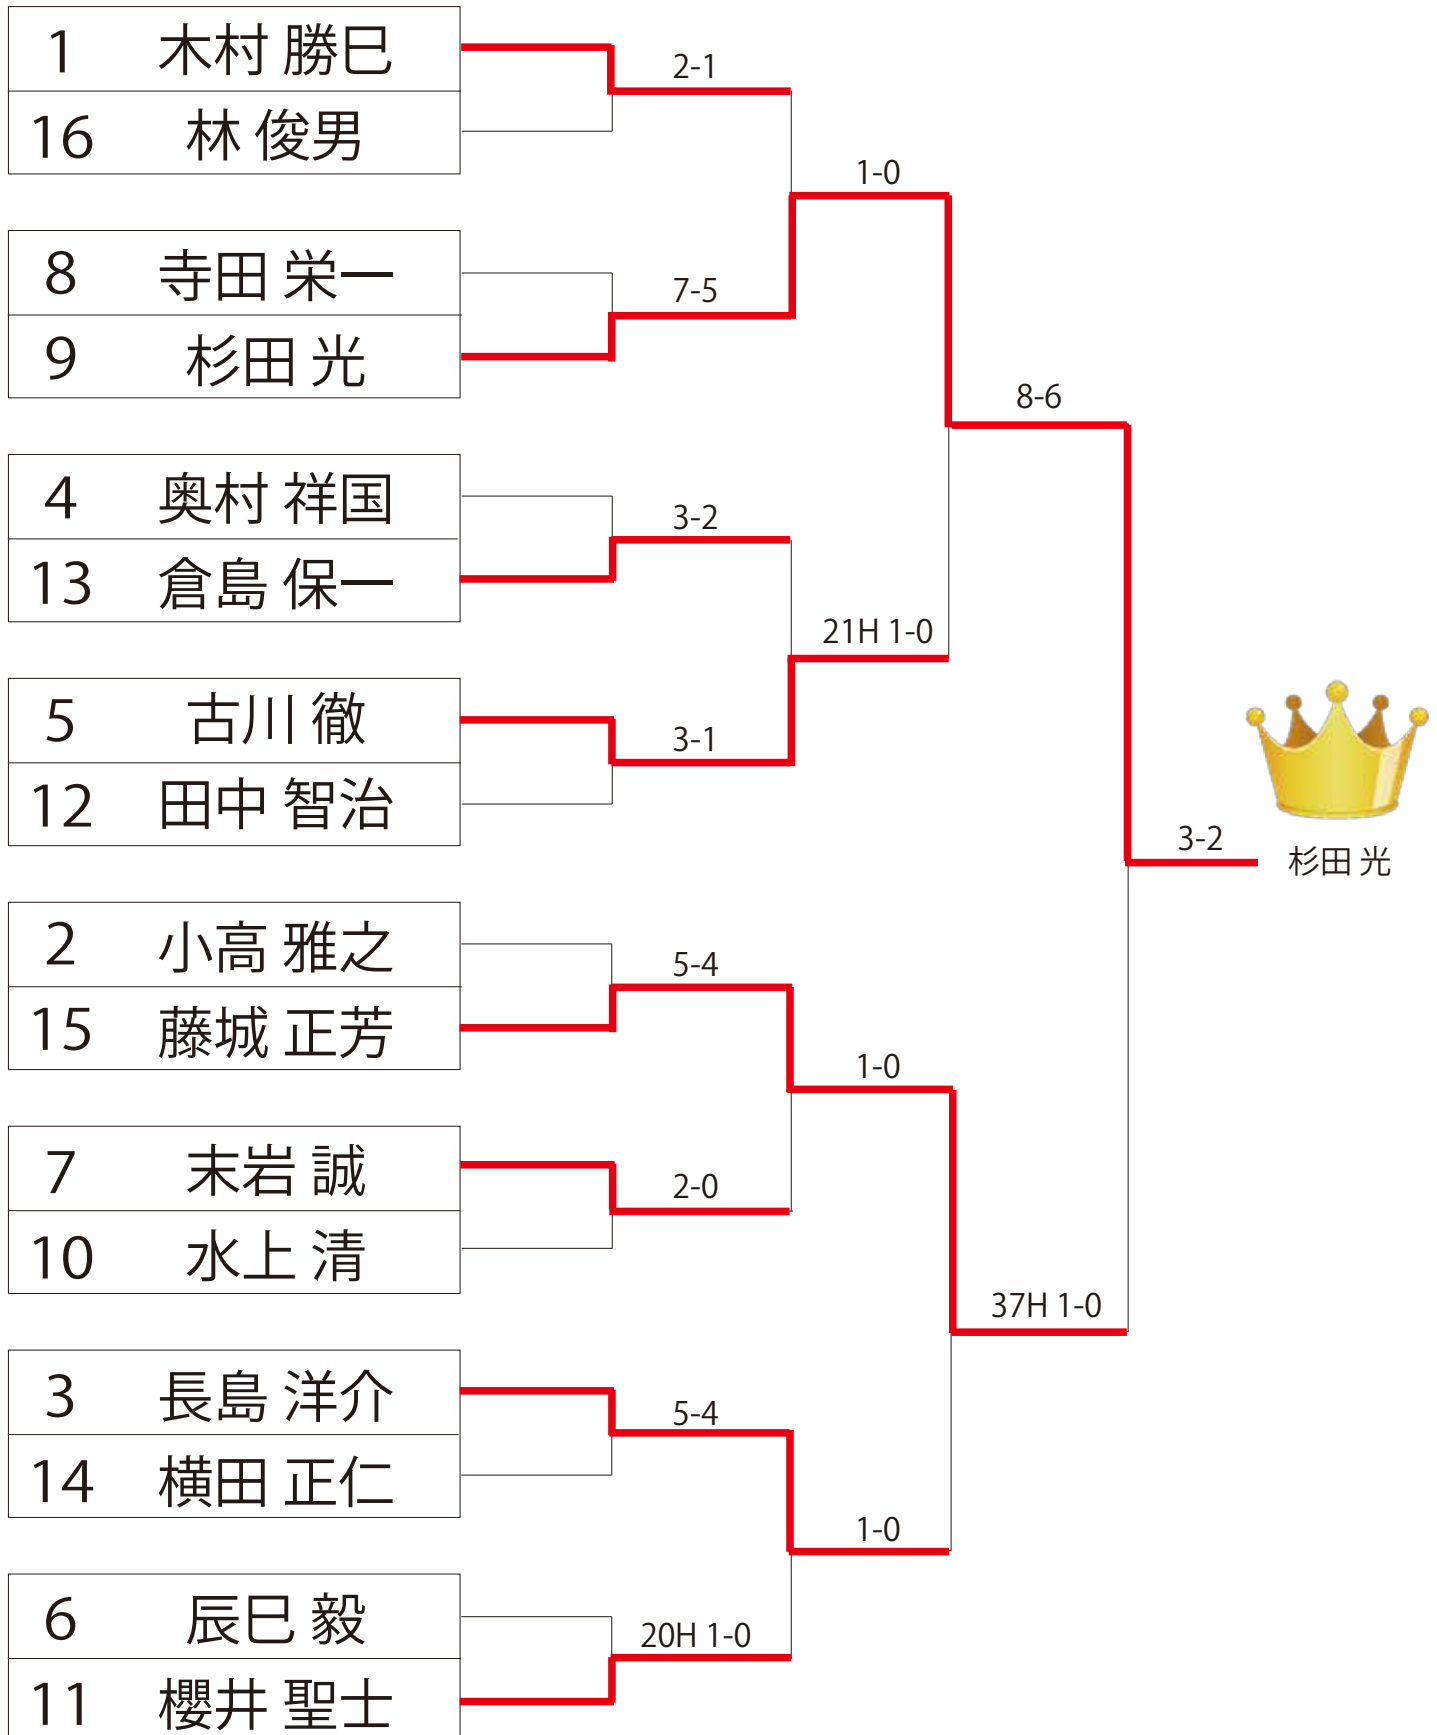 1 木村 勝巳
2-1
16 林 俊男
1-0
8 寺田 栄一
7-5
9 杉田 光
8-6
4 奥村 祥国
3-2
13 倉島 保一
21H 1-0
5 古川 徹
3-1
12 田中 智治
3-2
杉田 光
2 小高 雅之
5-4
15 藤城 正芳
1-0
7 末岩 誠
2-0
10 水上 清
37H 1-0
3 長島 洋介
5-4
14 横田 正仁
1-0
6 辰巳 毅
20H 1-0
11 櫻井 聖士